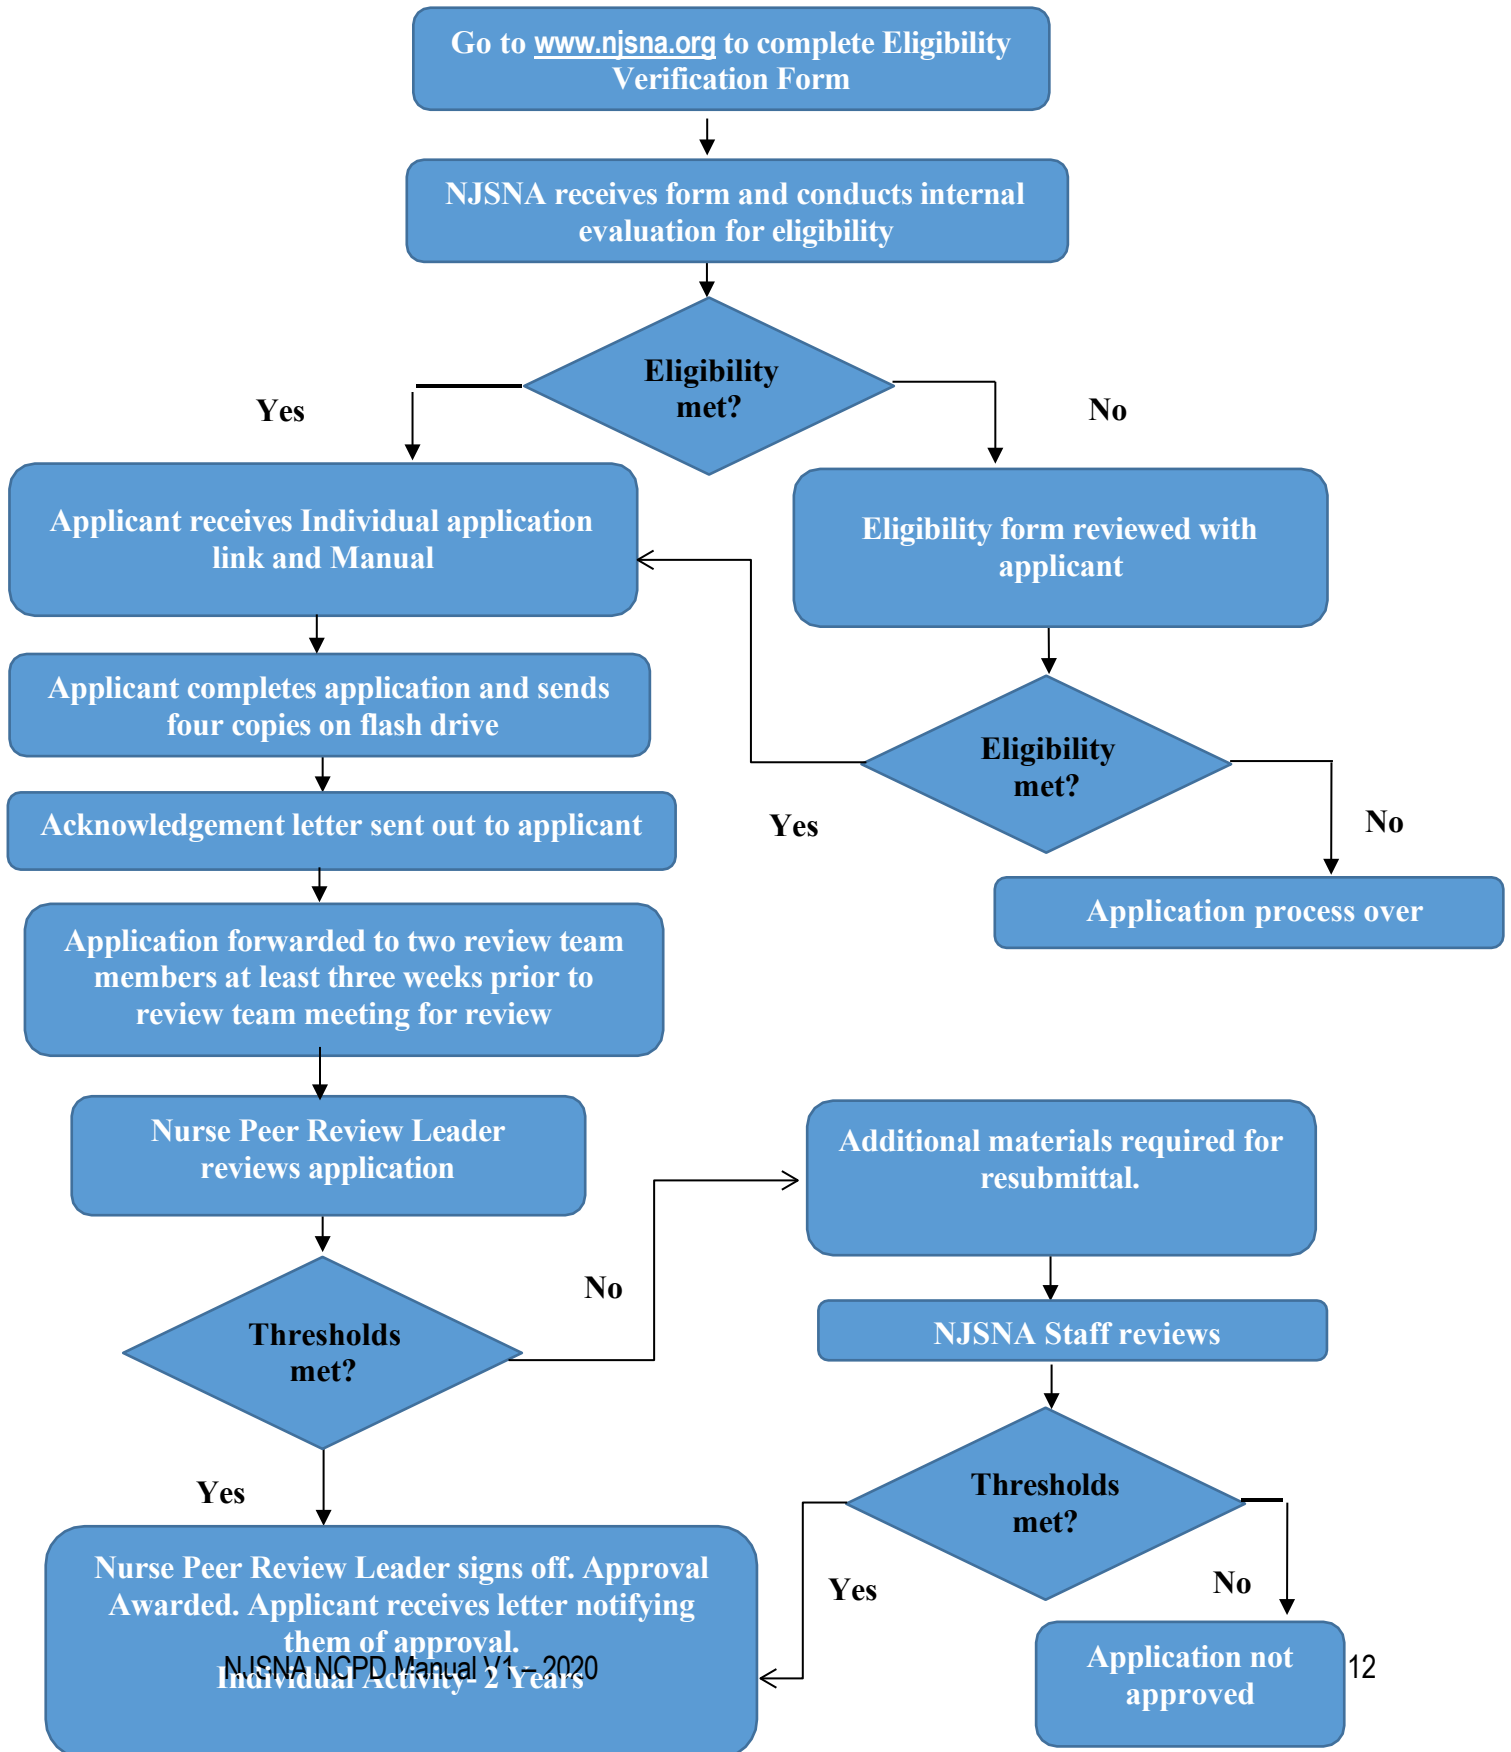 Go to www.njsna.org to complete Eligibility
Verification Form
NJSNA receives form and conducts internal
evaluation for eligibility
Eligibility
met?
Yes
No
Applicant receives Individual application
link and Manual
Eligibility form reviewed with
applicant
Applicant completes application and sends
four copies on flash drive
Eligibility
met?
Acknowledgement letter sent out to applicant
Yes
No
Application process over
Application forwarded to two review team
members at least three weeks prior to
review team meeting for review
Nurse Peer Review Leader
reviews application
Additional materials required for
resubmittal.
No
Thresholds
met?
NJSNA Staff reviews
Yes
Thresholds
met?
Nurse Peer Review Leader signs off. Approval
Awarded. Applicant receives letter notifying
them of approval.
Individual Activity- 2 Years
Yes
No
Application not
approved
NJSNA NCPD Manual V1 – 2020
12